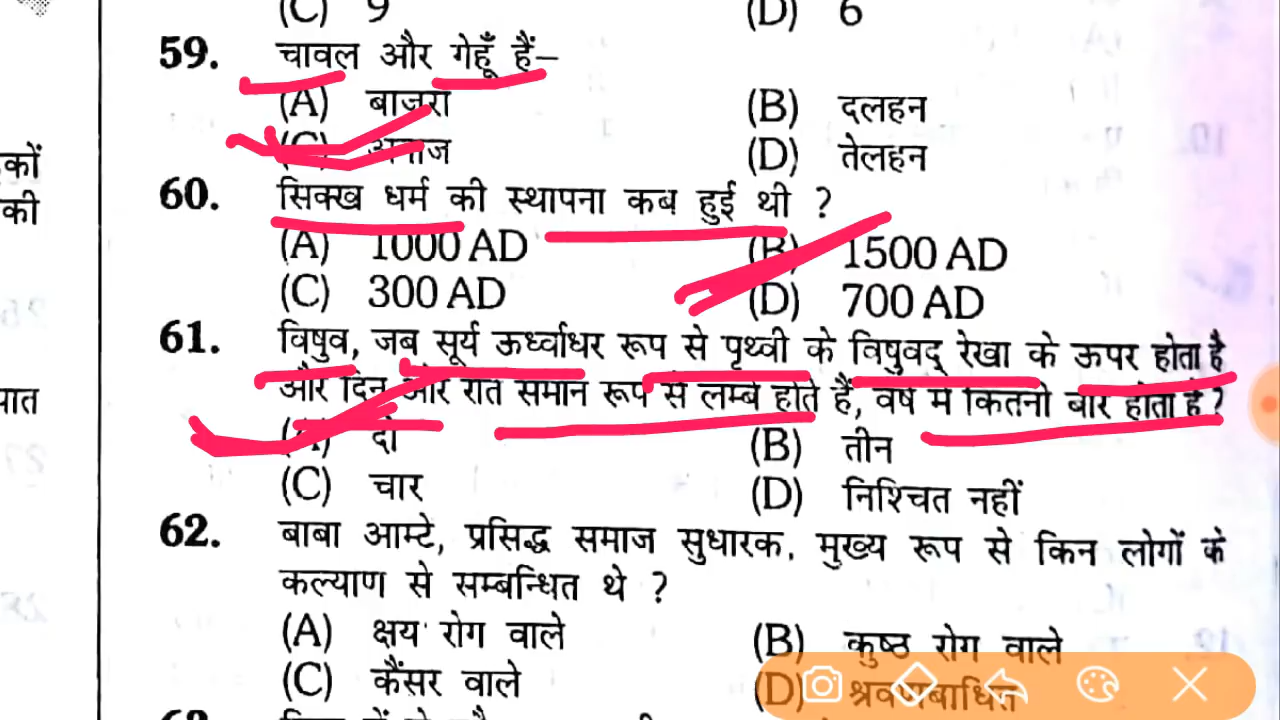 (C) 9 (D) 6
59. चावल और गेहूँ हैं–
(A) बाजरा (B) दलहन
कों (C) अनाज (D) तेलहन
की 60. सिक्ख धर्म की स्थापना कब हुई थी ?
(A) 1000 AD (B) 1500 AD
(C) 300 AD (D) 700 AD
61. विषुव, जब सूर्य ऊर्ध्वाधर रूप से पृथ्वी के विषुवद् रेखा के ऊपर होता है
पात और दिन और रात समान रूप से लम्बे होते हैं, वर्ष में कितनी बार होता है ?
(A) दो (B) तीन
(C) चार (D) निश्चित नहीं
62. बाबा आम्टे, प्रसिद्ध समाज सुधारक, मुख्य रूप से किन लोगों के
कल्याण से सम्बन्धित थे ?
(A) क्षय रोग वाले (B) कुष्ठ रोग वाले
(C) कैंसर वाले (D) श्रवणबाधित